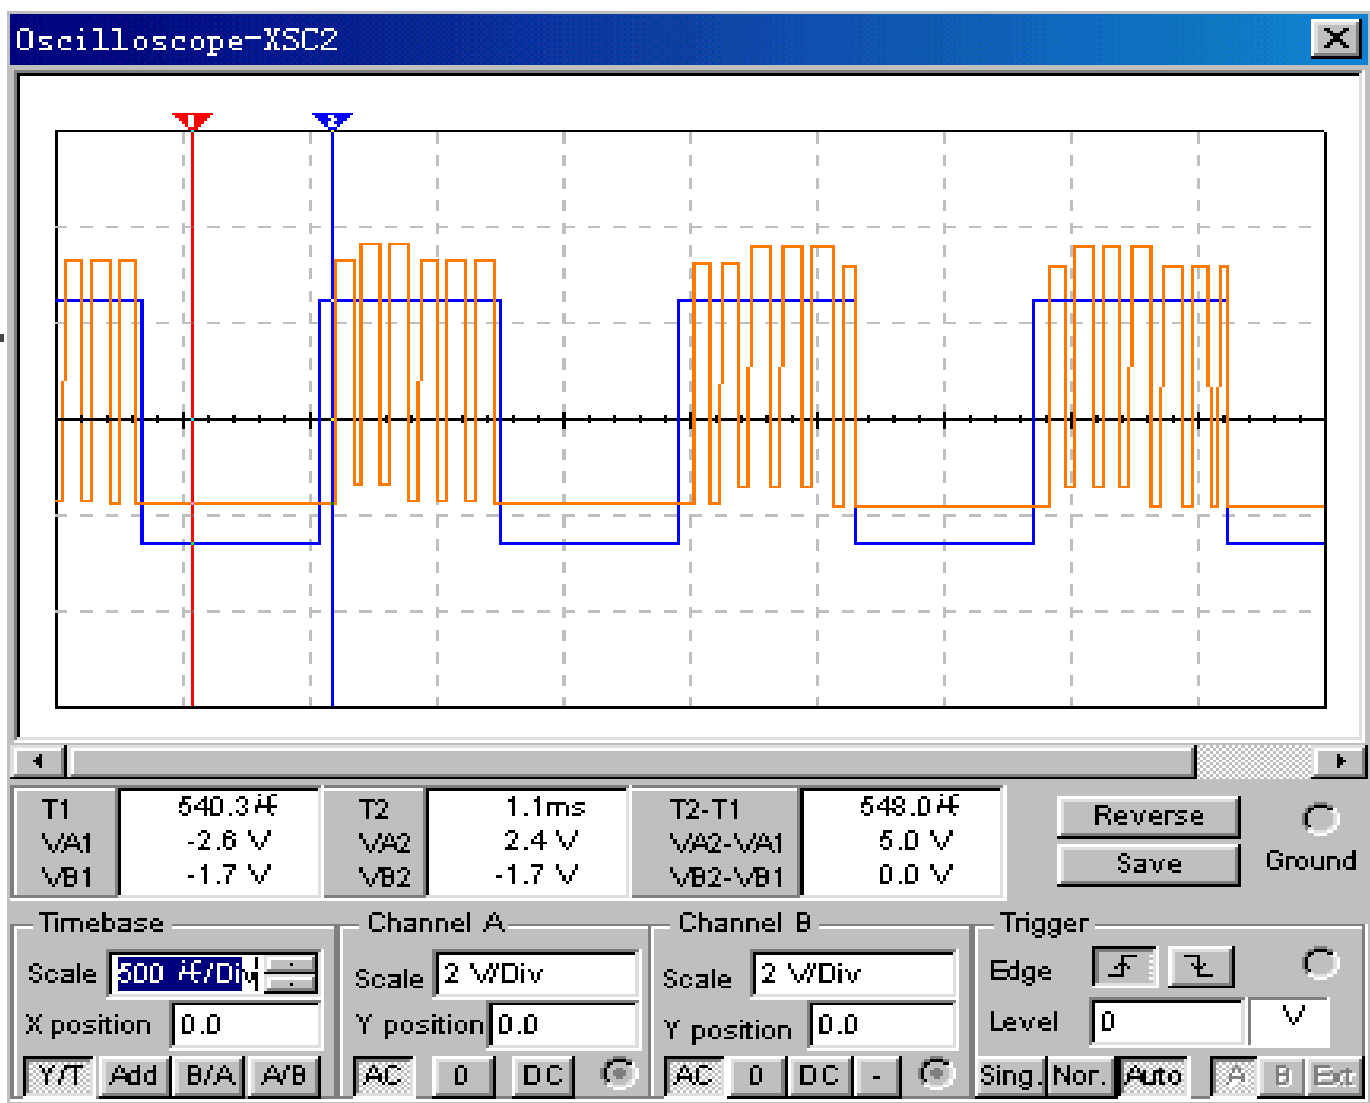 Oscilloscope-XSC2
1 2
T1 540.3 T2 1.1ms T2-T1 548.0
VA1 -2.6 V VA2 2.4 V VA2-VA1 5.0 V
VB1 -1.7 V VB2 -1.7 V VB2-VB1 0.0 V
Reverse
Save
Ground
Timebase
Scale 500 /Div
X position 0.0
Y/T Add B/A A/B
Channel A
Scale 2 V/Div
Y position 0.0
AC 0 DC
Channel B
Scale 2 V/Div
Y position 0.0
AC 0 DC -
Trigger
Edge
Level 0 V
Sing. Nor. Auto A B Ext